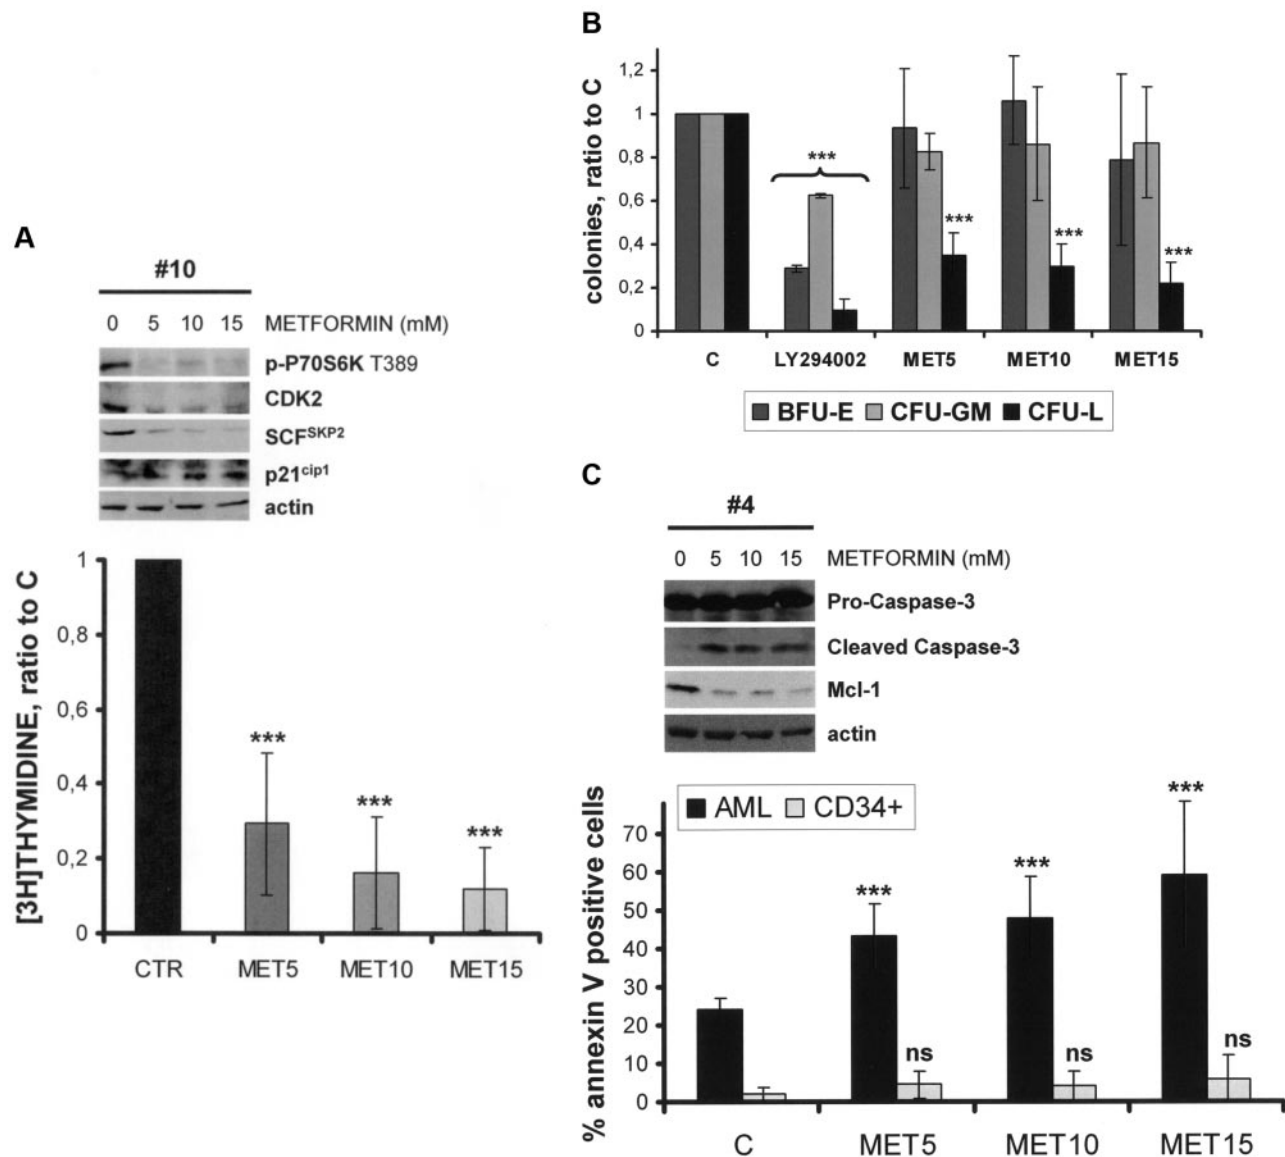 A
#10
0 5 10 15 METFORMIN (mM)
p-P70S6K T389
CDK2
SCF^SKP2
p21^cip1
actin
[3H]THYMIDINE, ratio to C
1
0,8
0,6
0,4
0,2
0
***
***
***
CTR MET5 MET10 MET15
B
colonies, ratio to C
1,2
1
0,8
0,6
0,4
0,2
0
***
***
***
***
C LY294002 MET5 MET10 MET15
BFU-E CFU-GM CFU-L
C
#4
0 5 10 15 METFORMIN (mM)
Pro-Caspase-3
Cleaved Caspase-3
Mcl-1
actin
% annexin V positive cells
AML CD34+
70
60
50
40
30
20
10
0
***
***
***
ns
ns
ns
C MET5 MET10 MET15